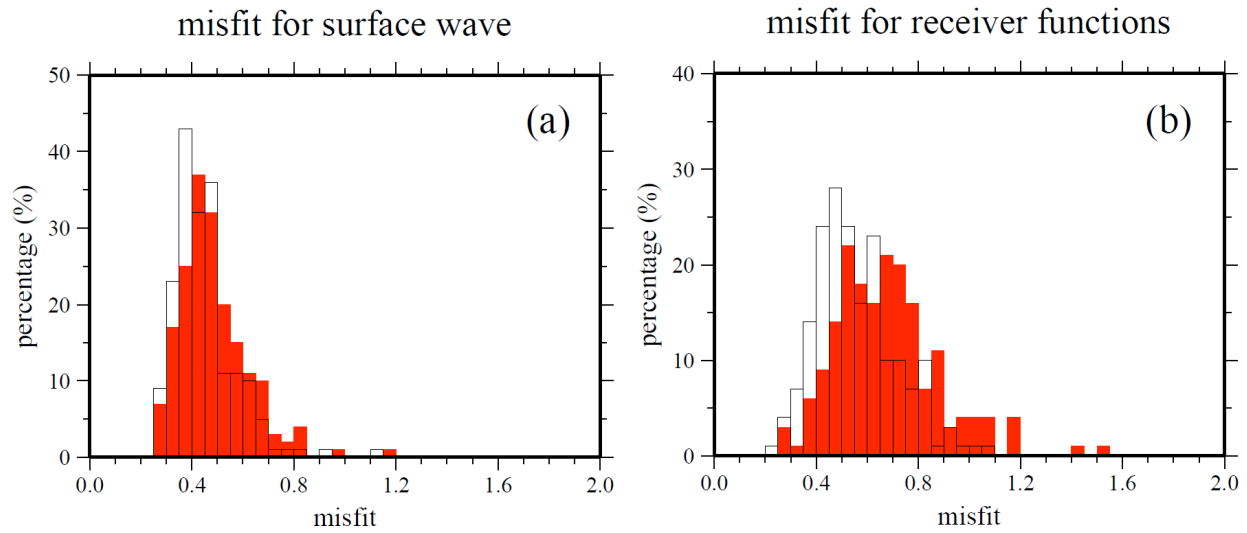 misfit for surface wave
50
40
30
20
10
0
percentage (%)
(a)
0.0 0.4 0.8 1.2 1.6 2.0
misfit
misfit for receiver functions
40
30
20
10
0
percentage (%)
(b)
0.0 0.4 0.8 1.2 1.6 2.0
misfit